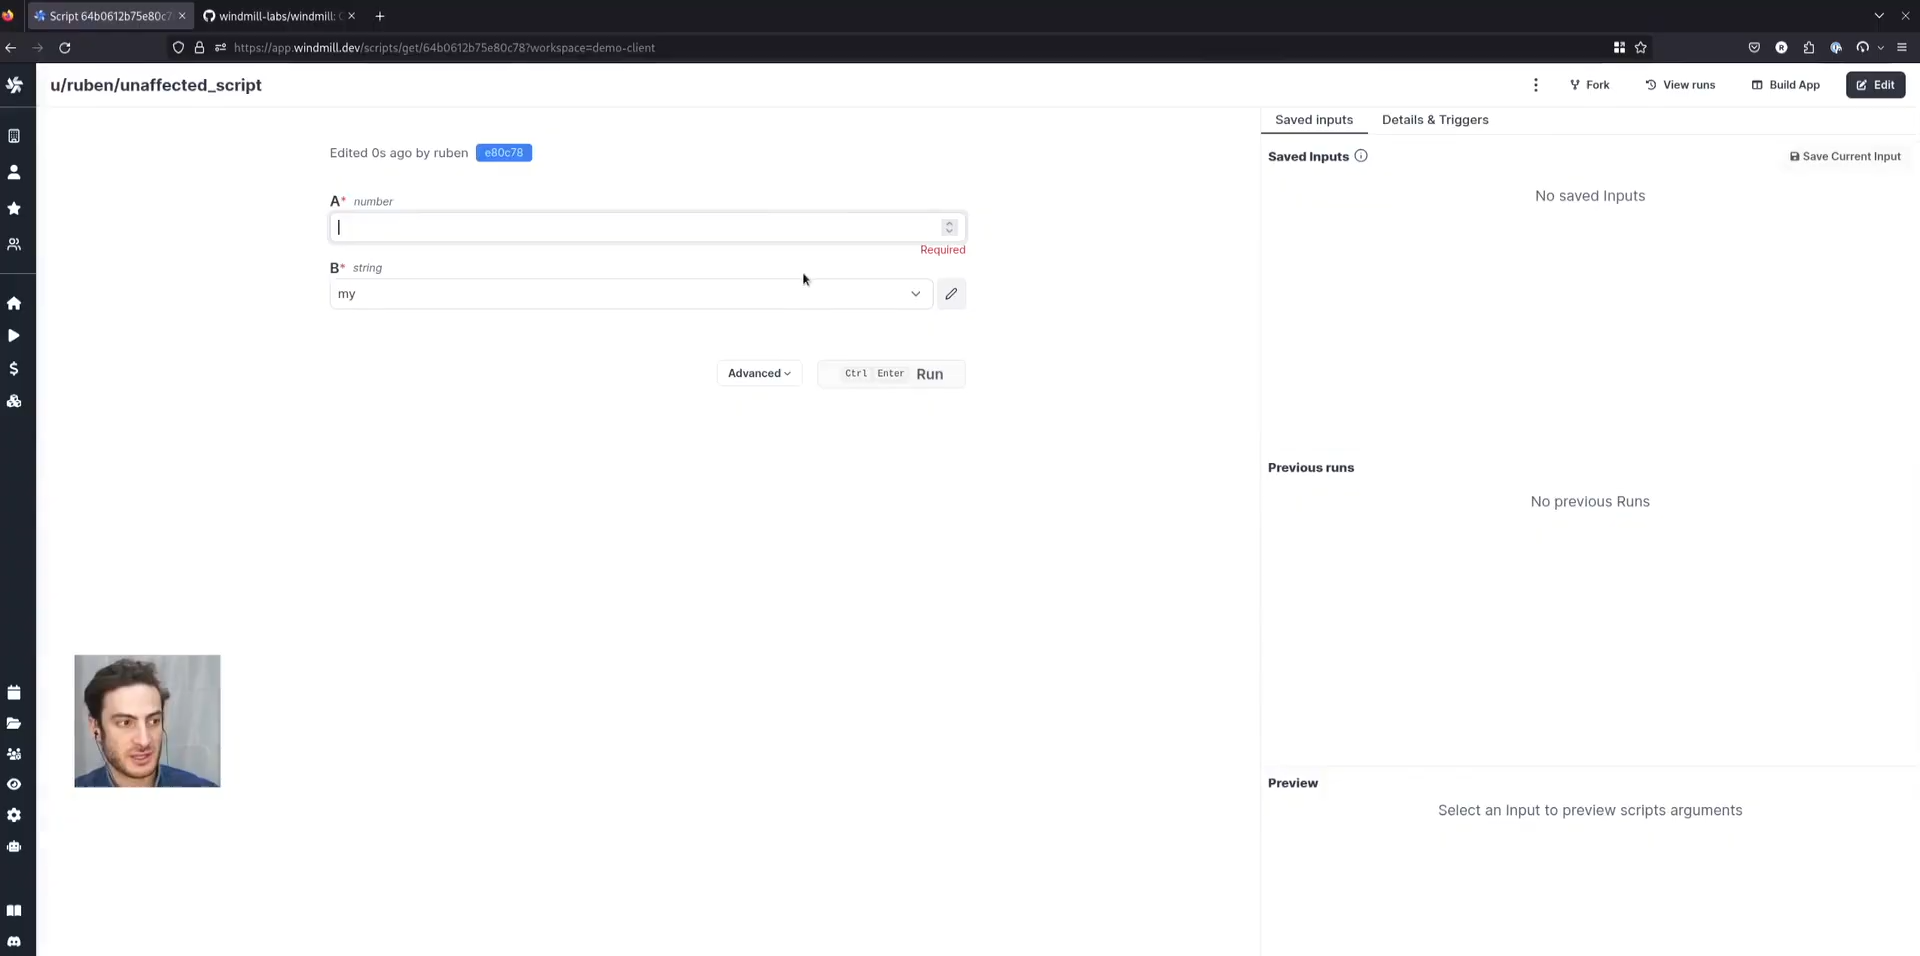 Script 64b0612b75e80c7
windmill-labs/windmill:
https://app.windmill.dev/scripts/get/64b0612b75e80c78?workspace=demo-client
u/ruben/unaffected_script
Fork
View runs
Build App
Edit
Saved inputs
Details & Triggers
Edited 0s ago by ruben
e80c78
Saved Inputs
Save Current Input
No saved Inputs
A* number
Required
B* string
my
Advanced
Ctrl Enter Run
Previous runs
No previous Runs
Preview
Select an Input to preview scripts arguments